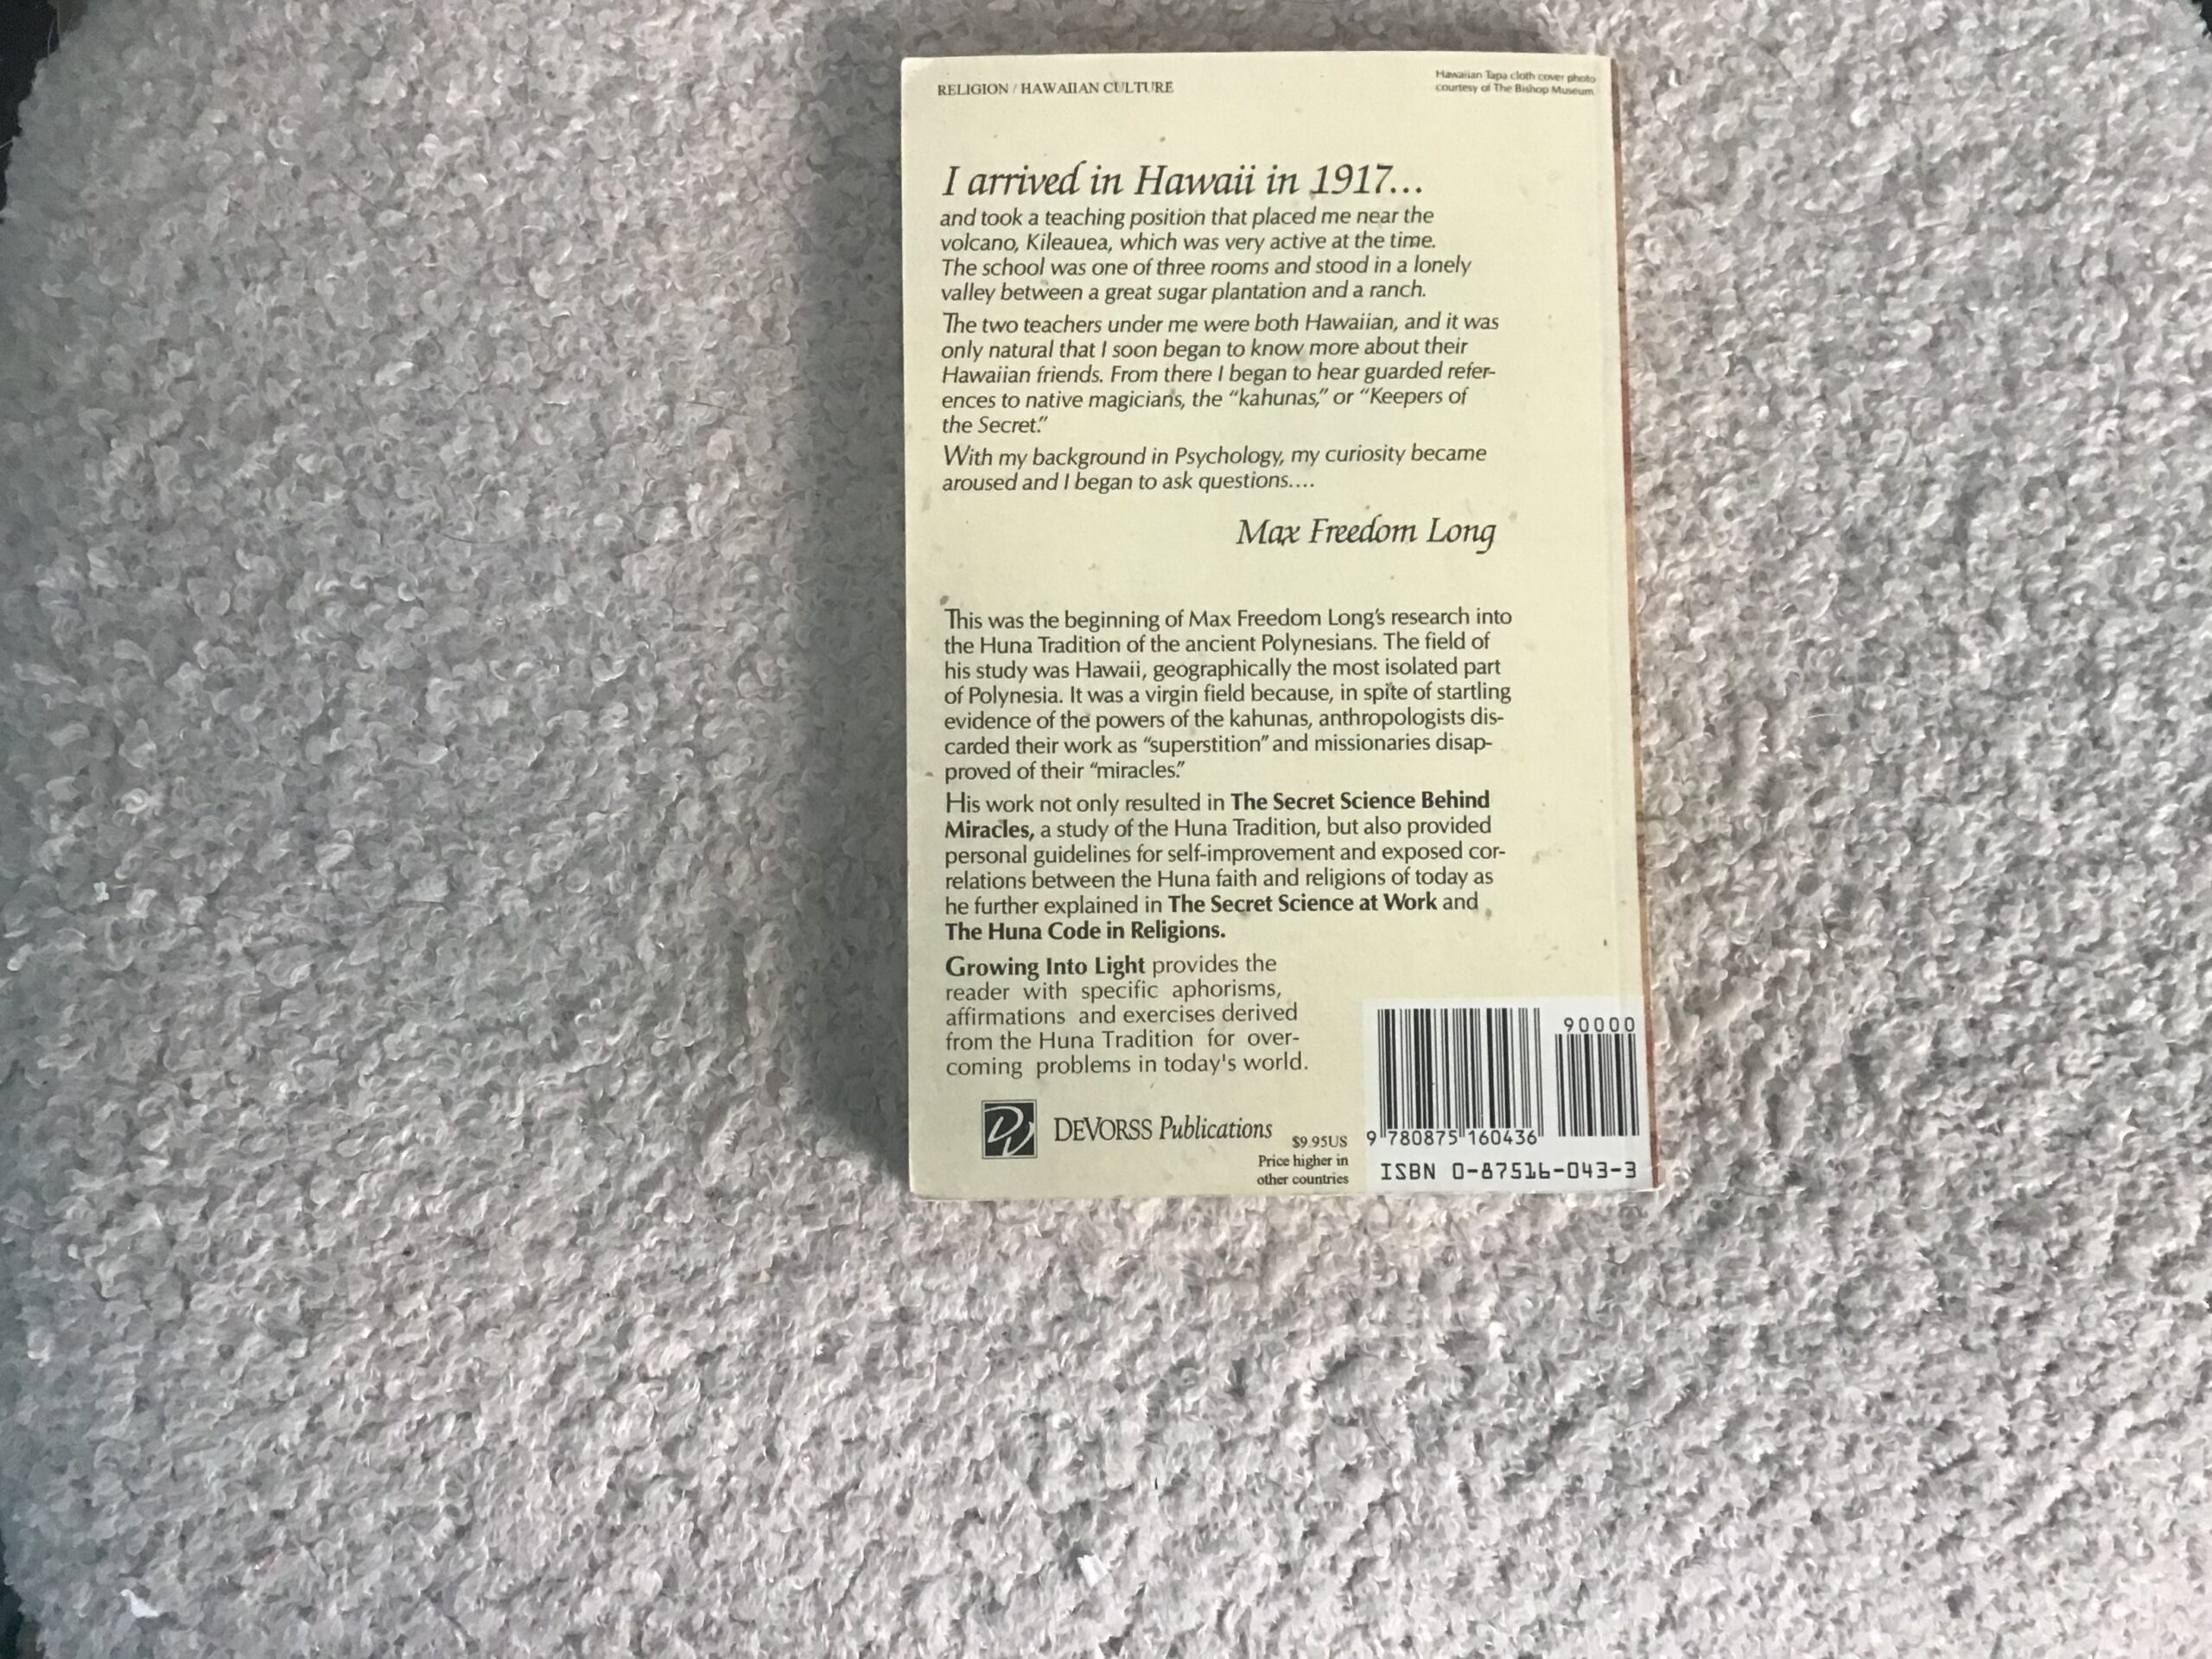 RELIGION / HAWAIIAN CULTURE
Hawaiian Tapa cloth cover photo
courtesy of The Bishop Museum
I arrived in Hawaii in 1917...
and took a teaching position that placed me near the
volcano, Kileauea, which was very active at the time.
The school was one of three rooms and stood in a lonely
valley between a great sugar plantation and a ranch.
The two teachers under me were both Hawaiian, and it was
only natural that I soon began to know more about their
Hawaiian friends. From there I began to hear guarded refer-
ences to native magicians, the “kahunas,” or “Keepers of
the Secret.”
With my background in Psychology, my curiosity became
aroused and I began to ask questions....
Max Freedom Long
This was the beginning of Max Freedom Long's research into
the Huna Tradition of the ancient Polynesians. The field of
his study was Hawaii, geographically the most isolated part
of Polynesia. It was a virgin field because, in spite of startling
evidence of the powers of the kahunas, anthropologists dis-
carded their work as “superstition” and missionaries disap-
proved of their “miracles.”
His work not only resulted in The Secret Science Behind
Miracles, a study of the Huna Tradition, but also provided
personal guidelines for self-improvement and exposed cor-
relations between the Huna faith and religions of today as
he further explained in The Secret Science at Work and
The Huna Code in Religions.
Growing Into Light provides the
reader with specific aphorisms,
affirmations and exercises derived
from the Huna Tradition for over-
coming problems in today's world.
DV
DEVORSS Publications
$9.95US
Price higher in
other countries
90000
9 780875 160436
ISBN 0-87516-043-3